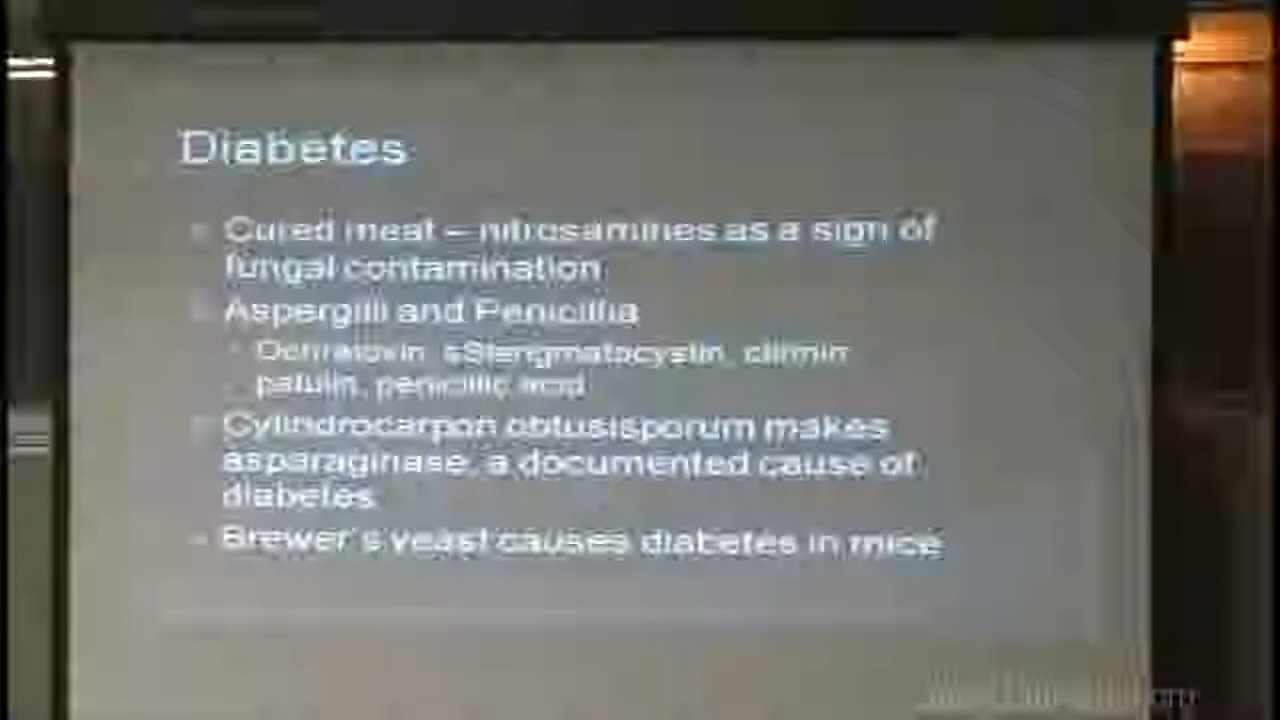 Diabetes
Cured meat – nitrosamines as a sign of
fungal contamination
Aspergilli and Penicillia
Ochratoxin, sSterigmatocystin, citrinin
patulin, penicillic acid
Cylindrocarpon obtusisporum makes
asparaginase, a documented cause of
diabetes
Brewer's yeast causes diabetes in mice